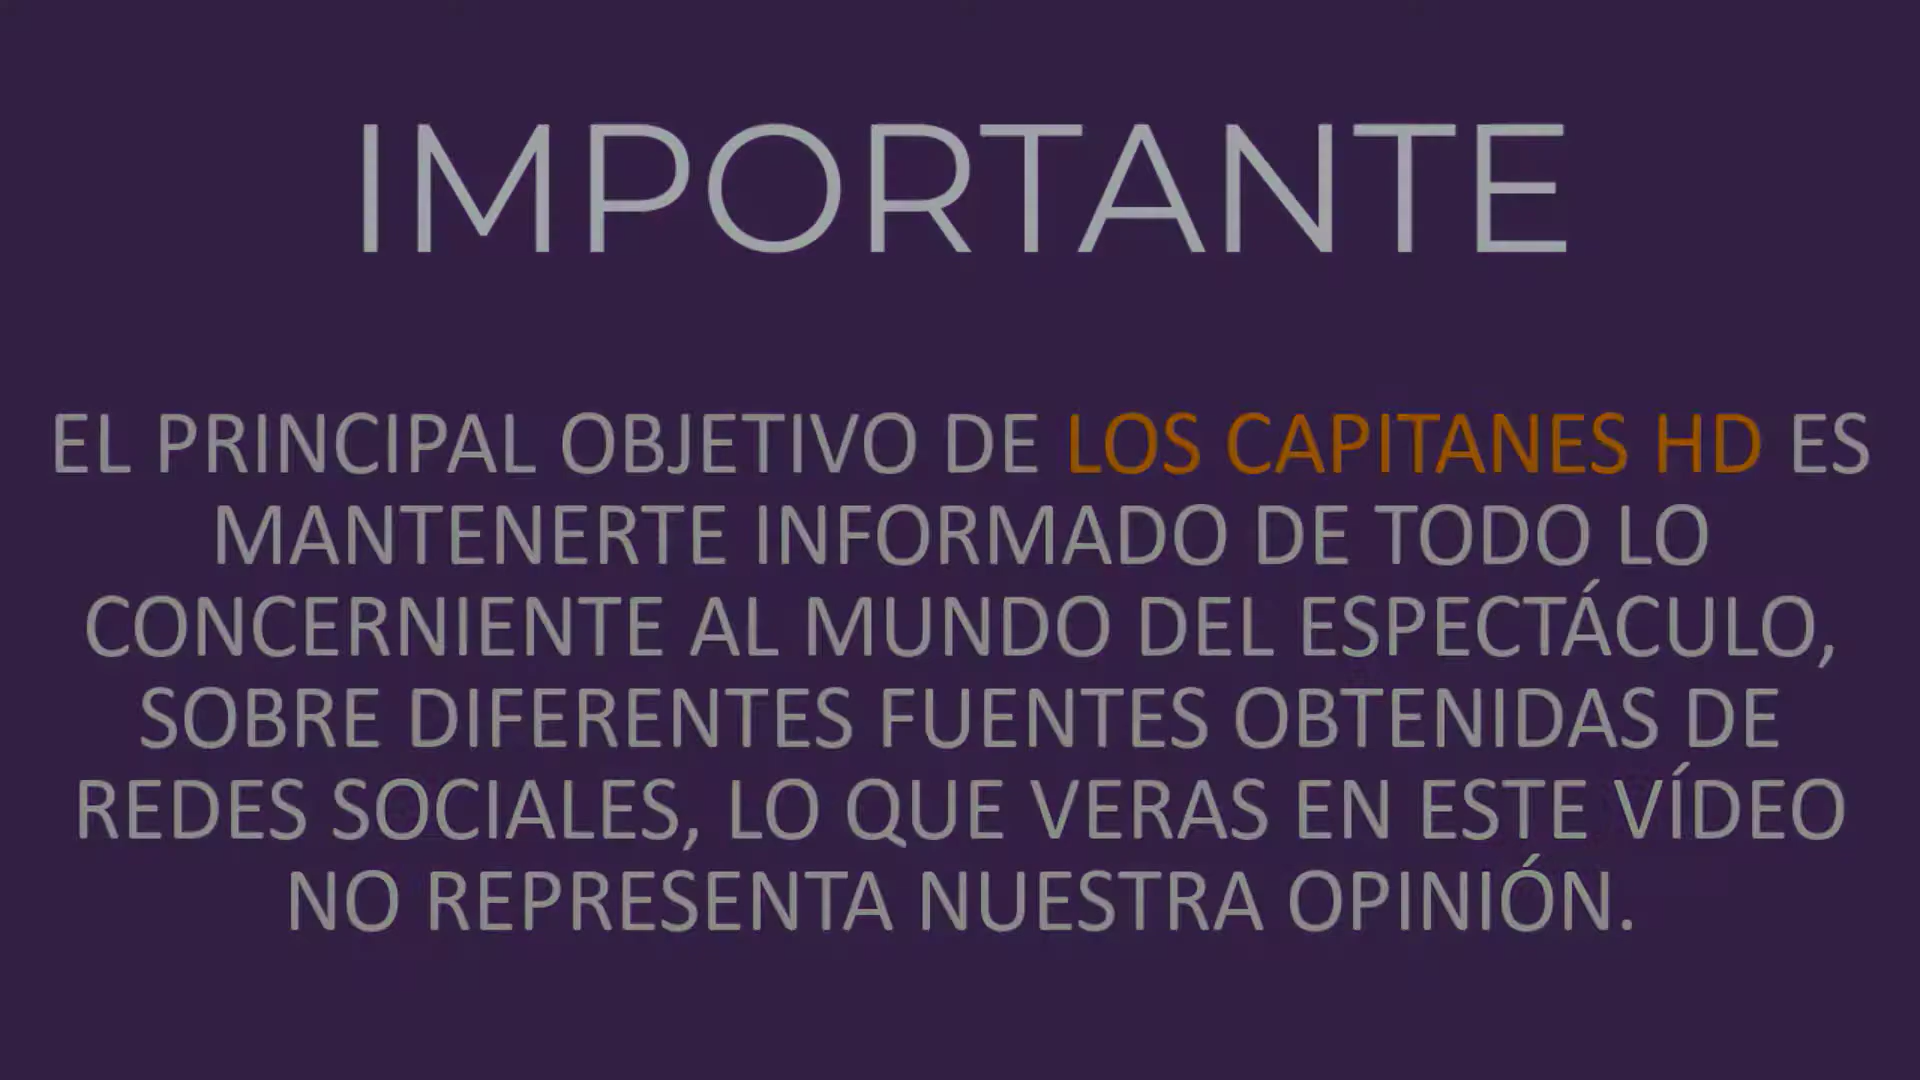 IMPORTANTE
EL PRINCIPAL OBJETIVO DE LOS CAPITANES HD ES
MANTENERTE INFORMADO DE TODO LO
CONCERNIENTE AL MUNDO DEL ESPECTÁCULO,
SOBRE DIFERENTES FUENTES OBTENIDAS DE
REDES SOCIALES, LO QUE VERAS EN ESTE VÍDEO
NO REPRESENTA NUESTRA OPINIÓN.